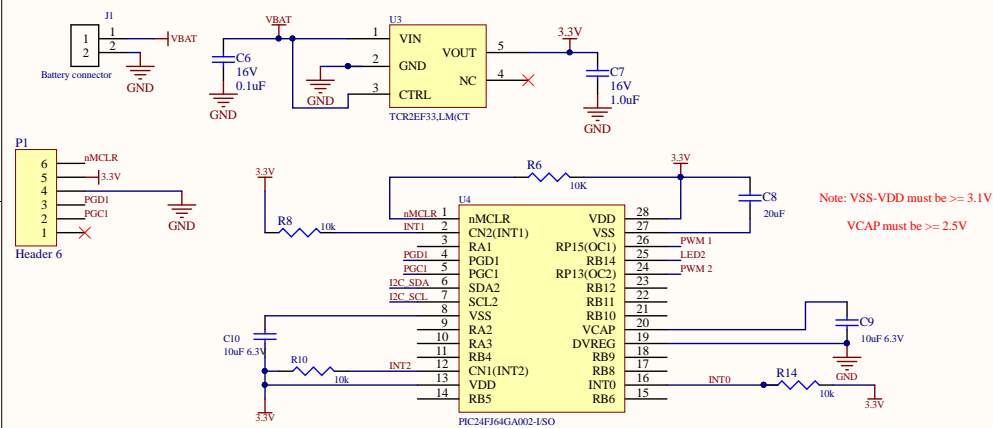 J1
1
2
1
2
VBAT
GND
Battery connector
VBAT
C6
16V
0.1uF
GND
U3
1 VIN
2 GND
3 CTRL
VOUT 5
NC 4
GND
TCR2EF33,LM(CT
3.3V
C7
16V
1.0uF
GND
P1
6 nMCLR
5 3.3V
4
3 PGD1
2 PGC1
1
GND
Header 6
3.3V
R8
10k
R6
10K
3.3V
C8
20uF
Note: VSS-VDD must be >= 3.1V
VCAP must be >= 2.5V
U4
nMCLR 1 nMCLR
INT1 2 CN2(INT1)
3 RA1
PGD1 4 PGD1
PGC1 5 PGC1
I2C_SDA 6 SDA2
I2C_SCL 7 SCL2
8 VSS
9 RA2
10 RA3
11 RB4
INT2 12 CN1(INT2)
13 VDD
14 RB5
VDD 28
VSS 27
RP15(OC1) 26 PWM 1
RB14 25 LED2
RP13(OC2) 24 PWM 2
RB12 23
RB11 22
RB10 21
VCAP 20
DVREG 19
RB9 18
RB7 17
INT0 16 INT0
RB6 15
PIC24FJ64GA002-I/SO
C10
10uF 6.3V
R10
10k
3.3V
C9
10uF 6.3V
GND
R14
10k
3.3V